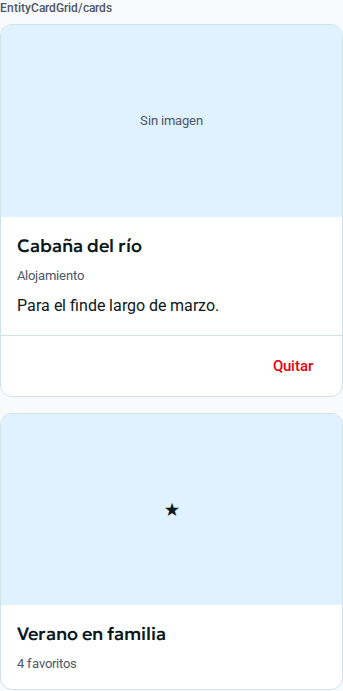 EntityCardGrid/cards
Sin imagen
Cabaña del río
Alojamiento
Para el finde largo de marzo.
Quitar
★
Verano en familia
4 favoritos